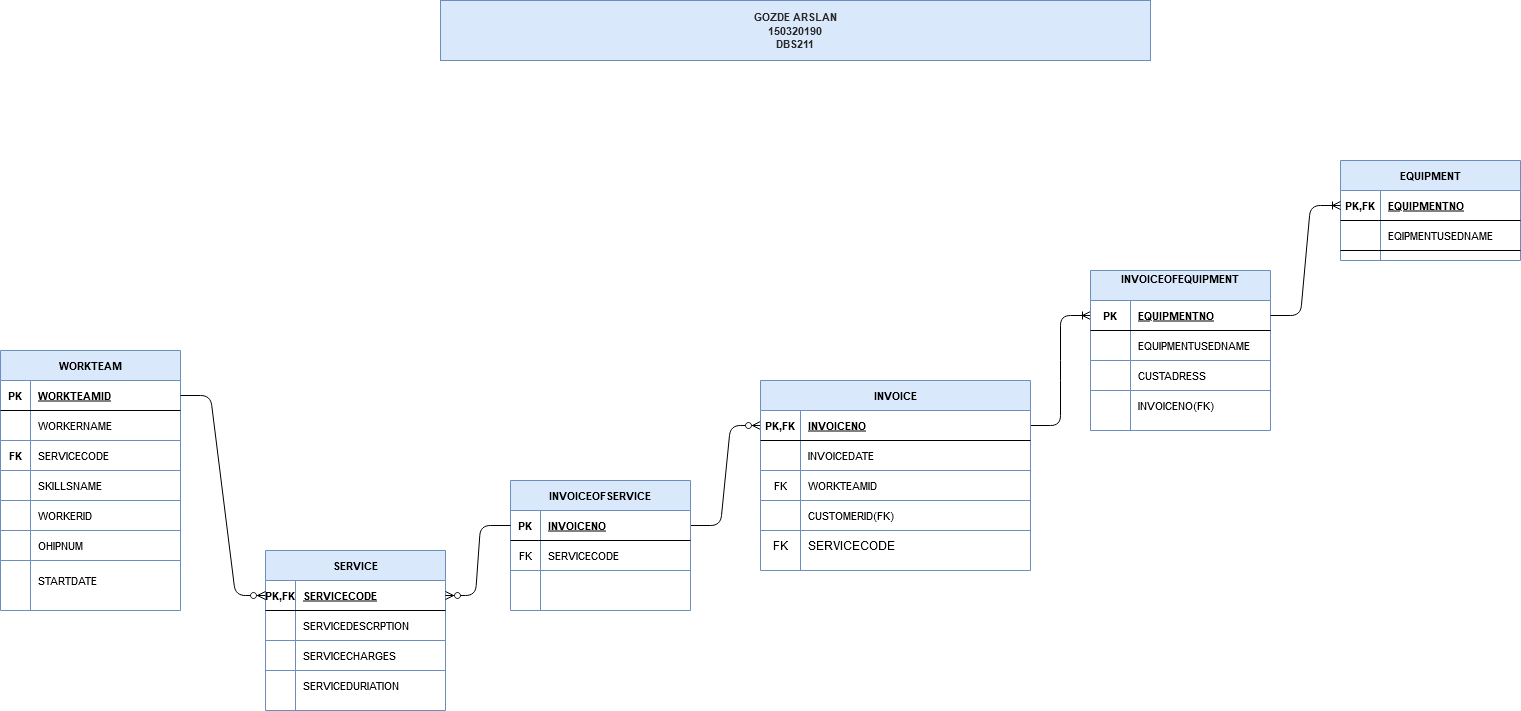 GOZDE ARSLAN
150320190
DBS211
EQUIPMENT
PK,FK EQUIPMENTNO
EQIPMENTUSEDNAME
INVOICEOFEQUIPMENT
PK EQUIPMENTNO
EQUIPMENTUSEDNAME
CUSTADRESS
INVOICENO(FK)
WORKTEAM
PK WORKTEAMID
WORKERNAME
FK SERVICECODE
SKILLSNAME
WORKERID
OHIPNUM
STARTDATE
INVOICE
PK,FK INVOICENO
INVOICEDATE
FK WORKTEAMID
CUSTOMERID(FK)
FK SERVICECODE
INVOICEOFSERVICE
PK INVOICENO
FK SERVICECODE
SERVICE
PK,FK SERVICECODE
SERVICEDESCRPTION
SERVICECHARGES
SERVICEDURIATION